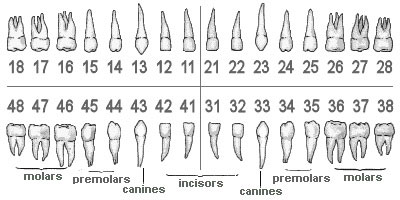 18 17 16 15 14 13 12 11 21 22 23 24 25 26 27 28
48 47 46 45 44 43 42 41 31 32 33 34 35 36 37 38
molars premolars canines incisors canines premolars molars